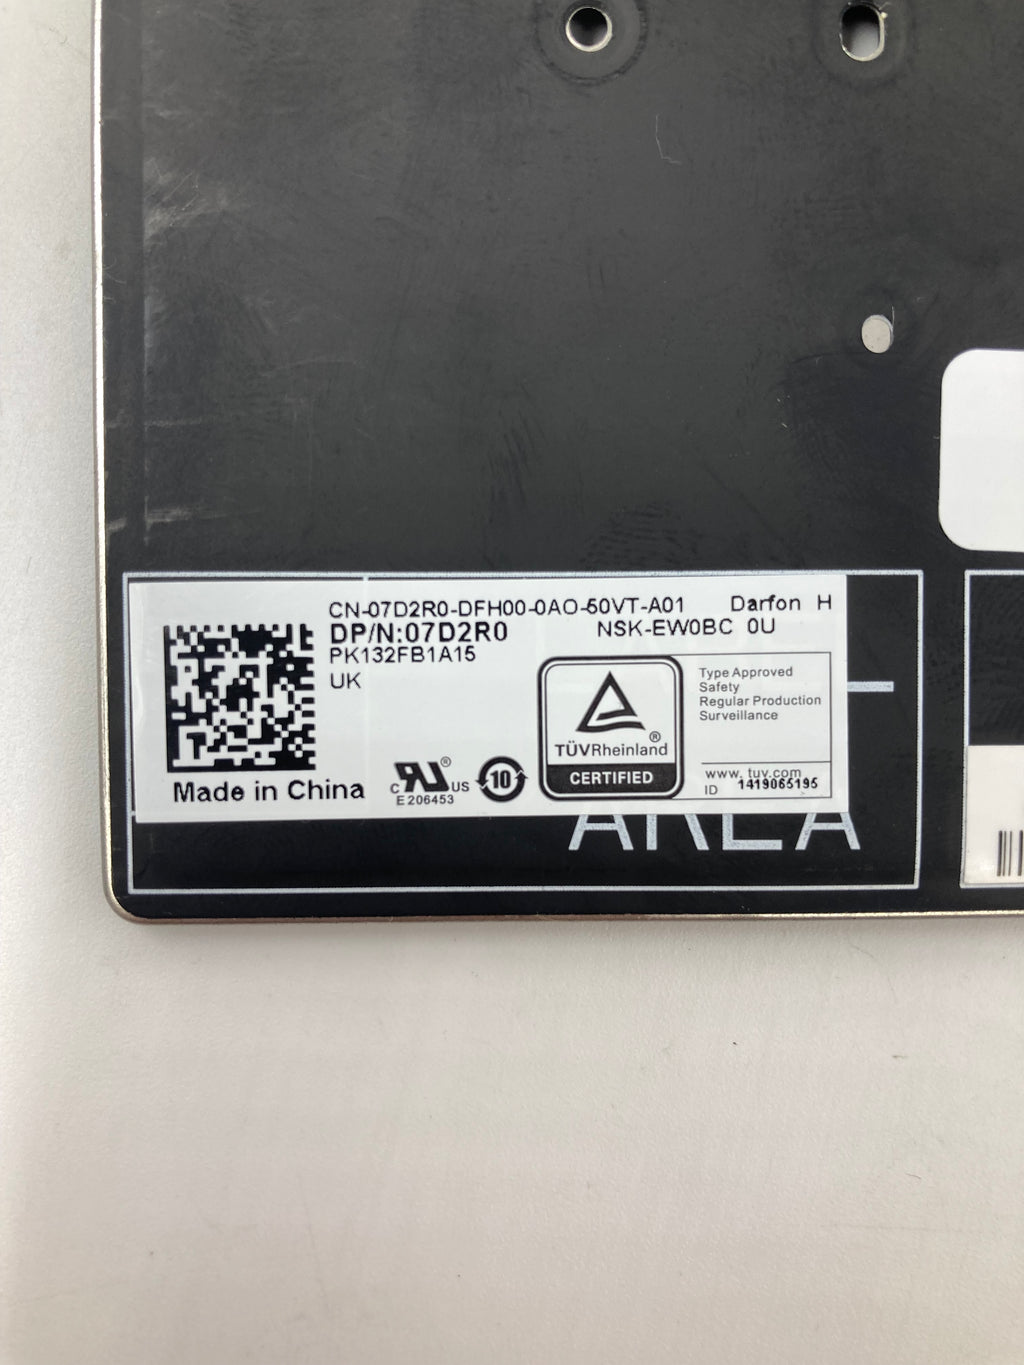 CN-07D2R0-DFH00-0AO-50VT-A01 Darfon H
DP/N:07D2R0 NSK-EW0BC 0U
PK132FB1A15
UK
Made in China
c RU ® US
E206453
10
TÜVRheinland ®
CERTIFIED
Type Approved
Safety
Regular Production
Surveillance
www.tuv.com
ID 1419065195
AREA